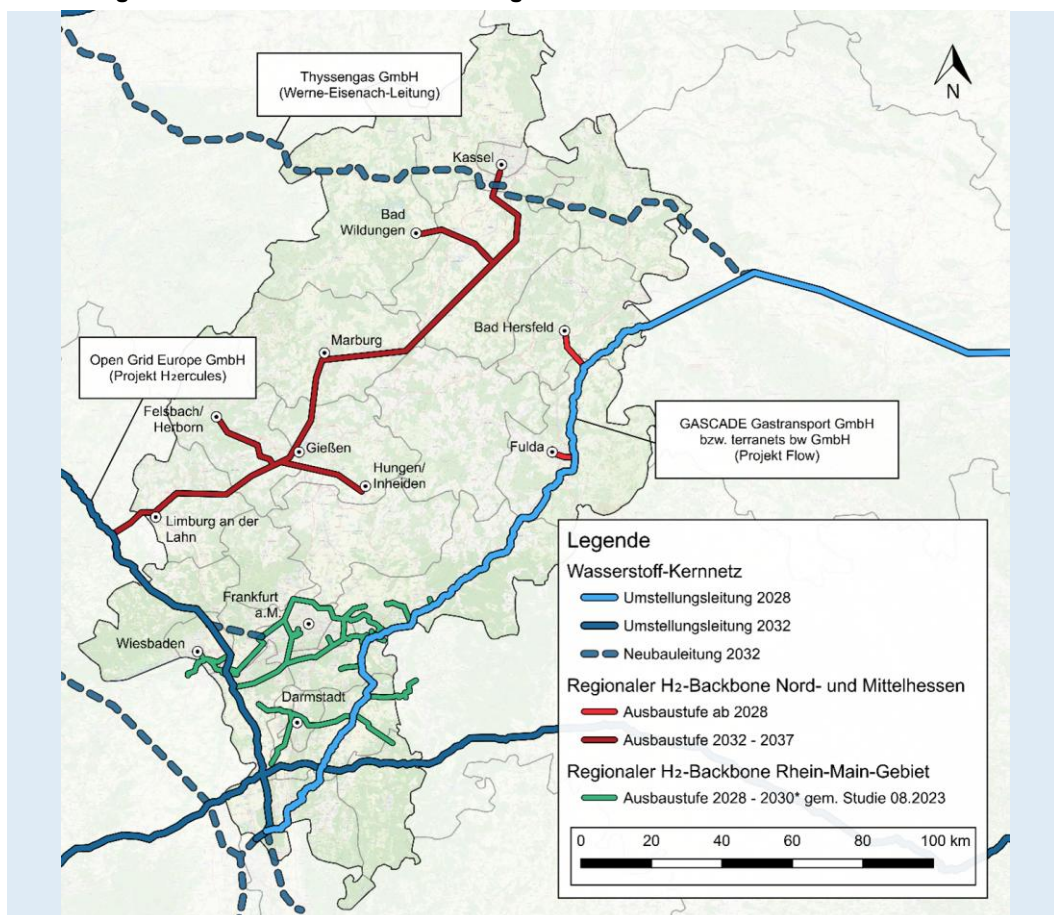 Thyssengas GmbH
(Werne-Eisenach-Leitung)
N
Kassel
Bad
Wildungen
Bad Hersfeld
Marburg
Open Grid Europe GmbH
(Projekt H₂ercules)
Felsbach/
Herborn
Gießen
Fulda
GASCADE Gastransport GmbH
bzw. terranets bw GmbH
(Projekt Flow)
Hungen/
Inheiden
Limburg an der
Lahn
Frankfurt
a.M.
Wiesbaden
Darmstadt
Legende
Wasserstoff-Kernnetz
Umstellungsleitung 2028
Umstellungsleitung 2032
Neubauleitung 2032
Regionaler H₂-Backbone Nord- und Mittelhessen
Ausbaustufe ab 2028
Ausbaustufe 2032 - 2037
Regionaler H₂-Backbone Rhein-Main-Gebiet
Ausbaustufe 2028 - 2030* gem. Studie 08.2023
0 20 40 60 80 100 km